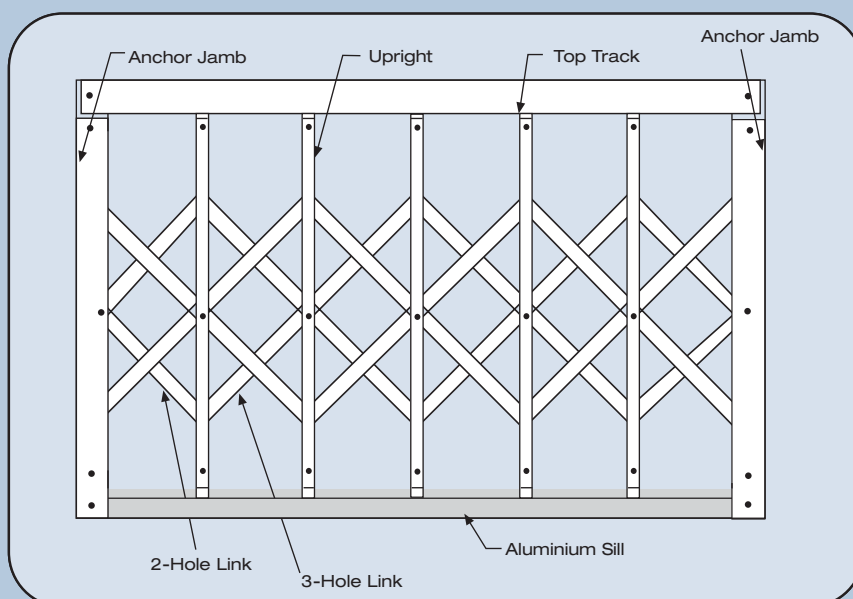 Anchor Jamb
Upright
Top Track
Anchor Jamb
2-Hole Link
3-Hole Link
Aluminium Sill